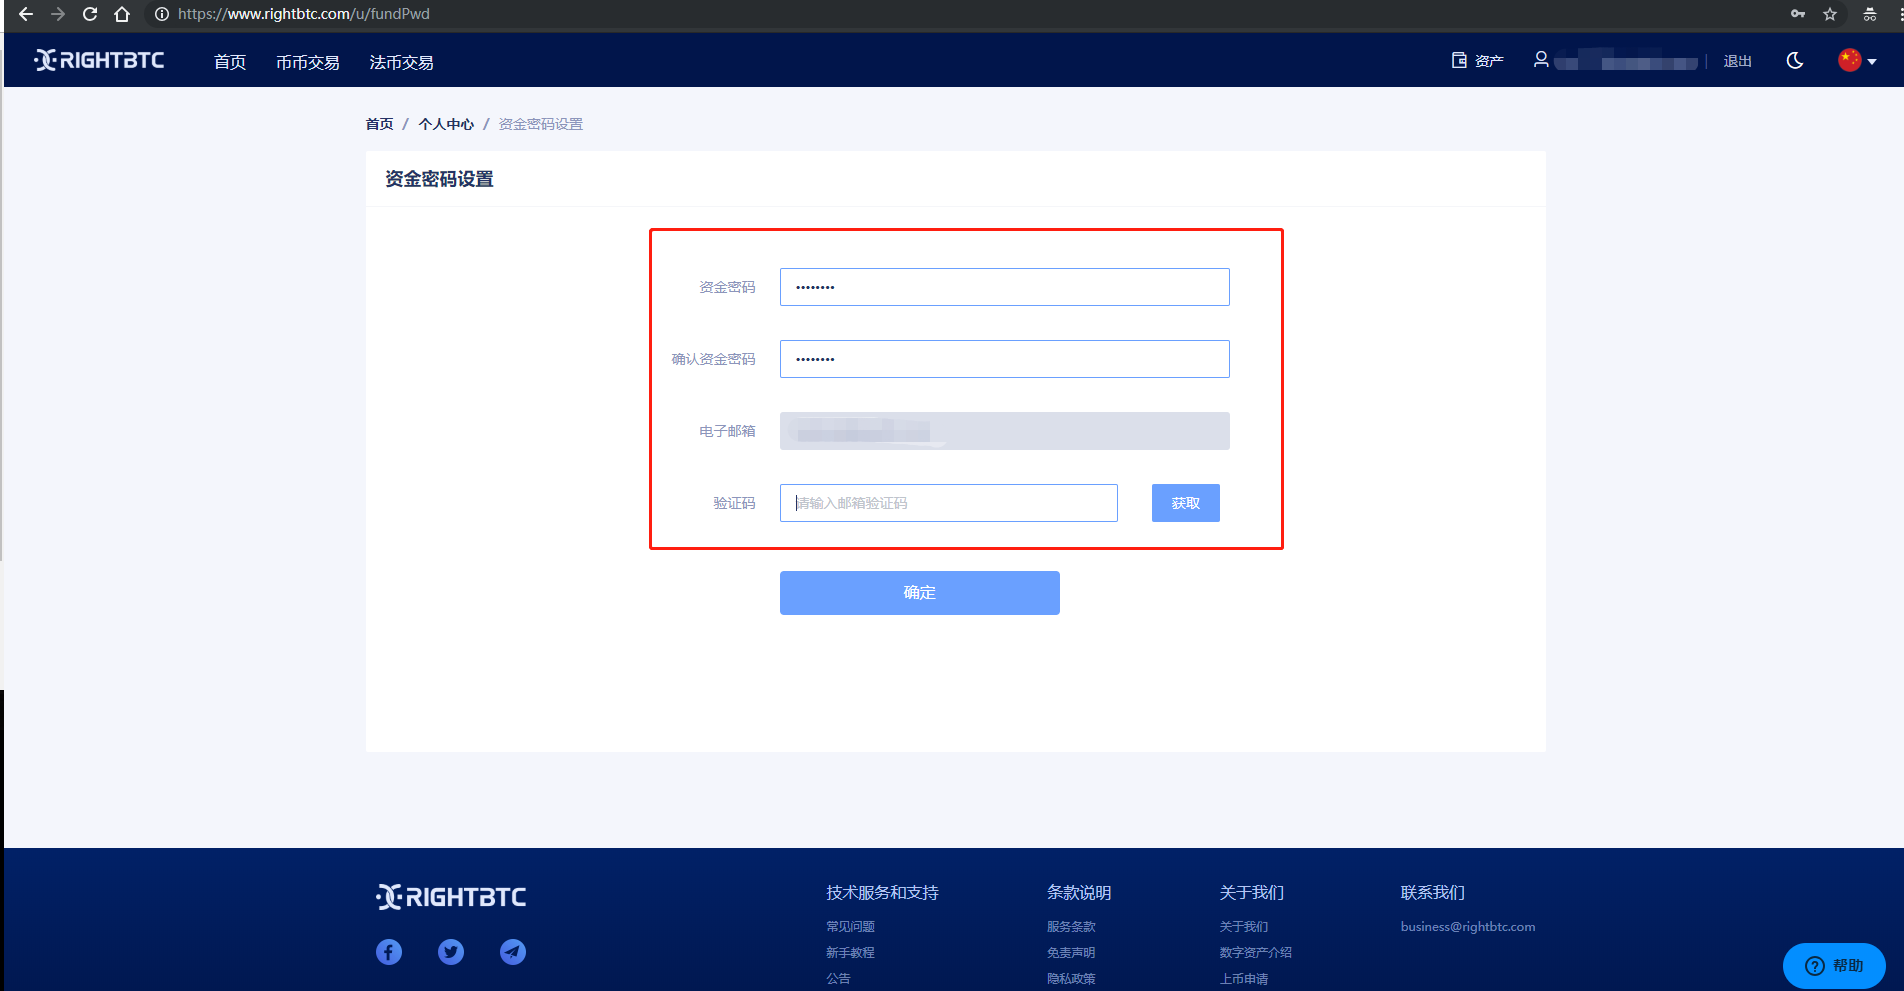 https://www.rightbtc.com/u/fundPwd
RIGHTBTC 首页 币币交易 法币交易 资产 | 退出
首页 / 个人中心 / 资金密码设置
资金密码设置
资金密码 ••••••••
确认资金密码 ••••••••
电子邮箱
验证码 请输入邮箱验证码 获取
确定
RIGHTBTC
技术服务和支持
常见问题
新手教程
公告
条款说明
服务条款
免责声明
隐私政策
关于我们
关于我们
数字资产介绍
上币申请
联系我们
business@rightbtc.com
帮助